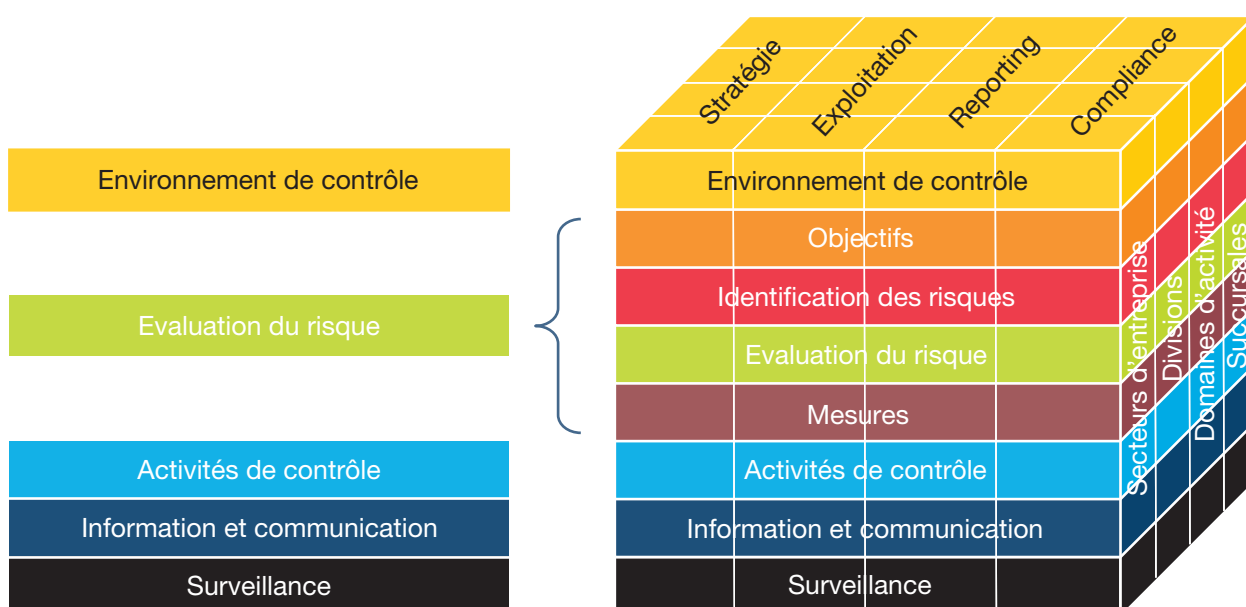 Environnement de contrôle
Evaluation du risque
Activités de contrôle
Information et communication
Surveillance
Stratégie
Exploitation
Reporting
Compliance
Environnement de contrôle
Objectifs
Identification des risques
Evaluation du risque
Mesures
Activités de contrôle
Information et communication
Surveillance
Secteurs d'entreprise
Divisions
Domaines d'activité
Succursales